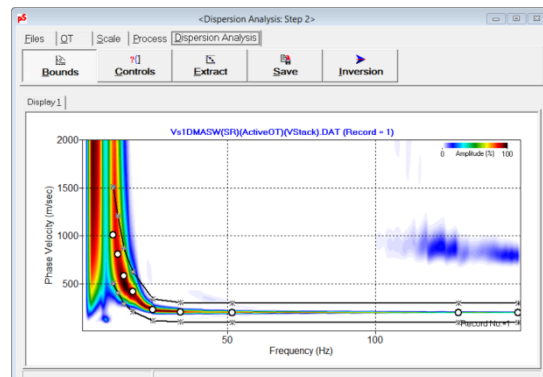 pS
<Dispersion Analysis: Step 2>
Files OT Scale Process Dispersion Analysis
Bounds Controls Extract Save Inversion
Display 1
Vs1DMASW(SR)(ActiveOT)(VStack).DAT (Record = 1)
0 Amplitude (%) 100
Phase Velocity (m/sec)
2000
1500
1000
500
Record No.=1
50 100
Frequency (Hz)